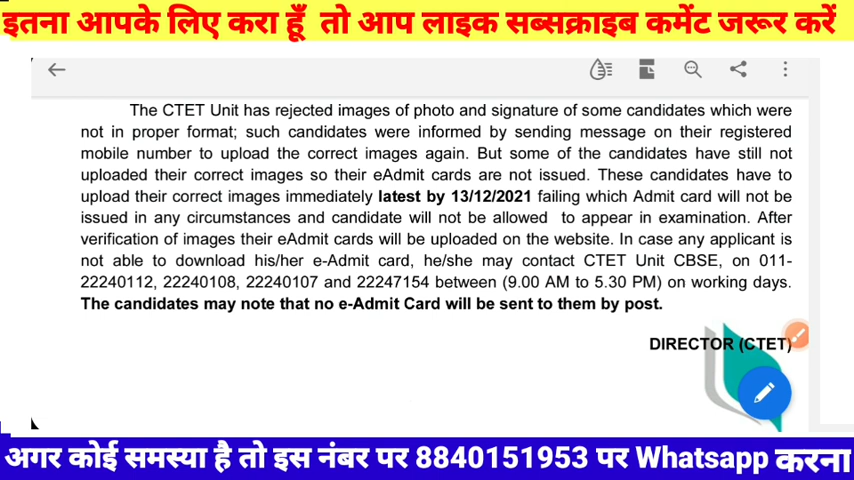 इतना आपके लिए करा हूँ तो आप लाइक सब्सक्राइब कमेंट जरूर करें
The CTET Unit has rejected images of photo and signature of some candidates which were
not in proper format; such candidates were informed by sending message on their registered
mobile number to upload the correct images again. But some of the candidates have still not
uploaded their correct images so their eAdmit cards are not issued. These candidates have to
upload their correct images immediately latest by 13/12/2021 failing which Admit card will not be
issued in any circumstances and candidate will not be allowed to appear in examination. After
verification of images their eAdmit cards will be uploaded on the website. In case any applicant is
not able to download his/her e-Admit card, he/she may contact CTET Unit CBSE, on 011-
22240112, 22240108, 22240107 and 22247154 between (9.00 AM to 5.30 PM) on working days.
The candidates may note that no e-Admit Card will be sent to them by post.
DIRECTOR (CTET)
अगर कोई समस्या है तो इस नंबर पर 8840151953 पर Whatsapp करना